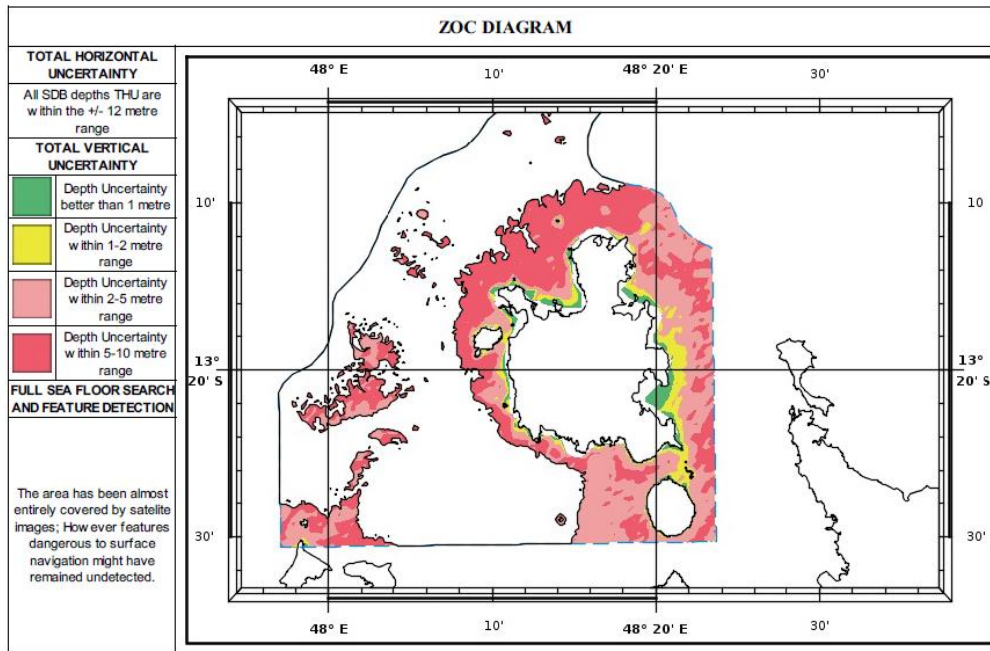 ZOC DIAGRAM
TOTAL HORIZONTAL
UNCERTAINTY
All SDB depths THU are
within the +/- 12 metre
range
TOTAL VERTICAL
UNCERTAINTY
Depth Uncertainty
better than 1 metre
Depth Uncertainty
within 1-2 metre
range
Depth Uncertainty
within 2-5 metre
range
Depth Uncertainty
within 5-10 metre
range
FULL SEA FLOOR SEARCH
AND FEATURE DETECTION
The area has been almost
entirely covered by satelite
images; However features
dangerous to surface
navigation might have
remained undetected.
48° E
10'
48° 20' E
30'
10'
10
13°
20' S
13°
20' S
30'
30'
48° E
10'
48° 20' E
30'